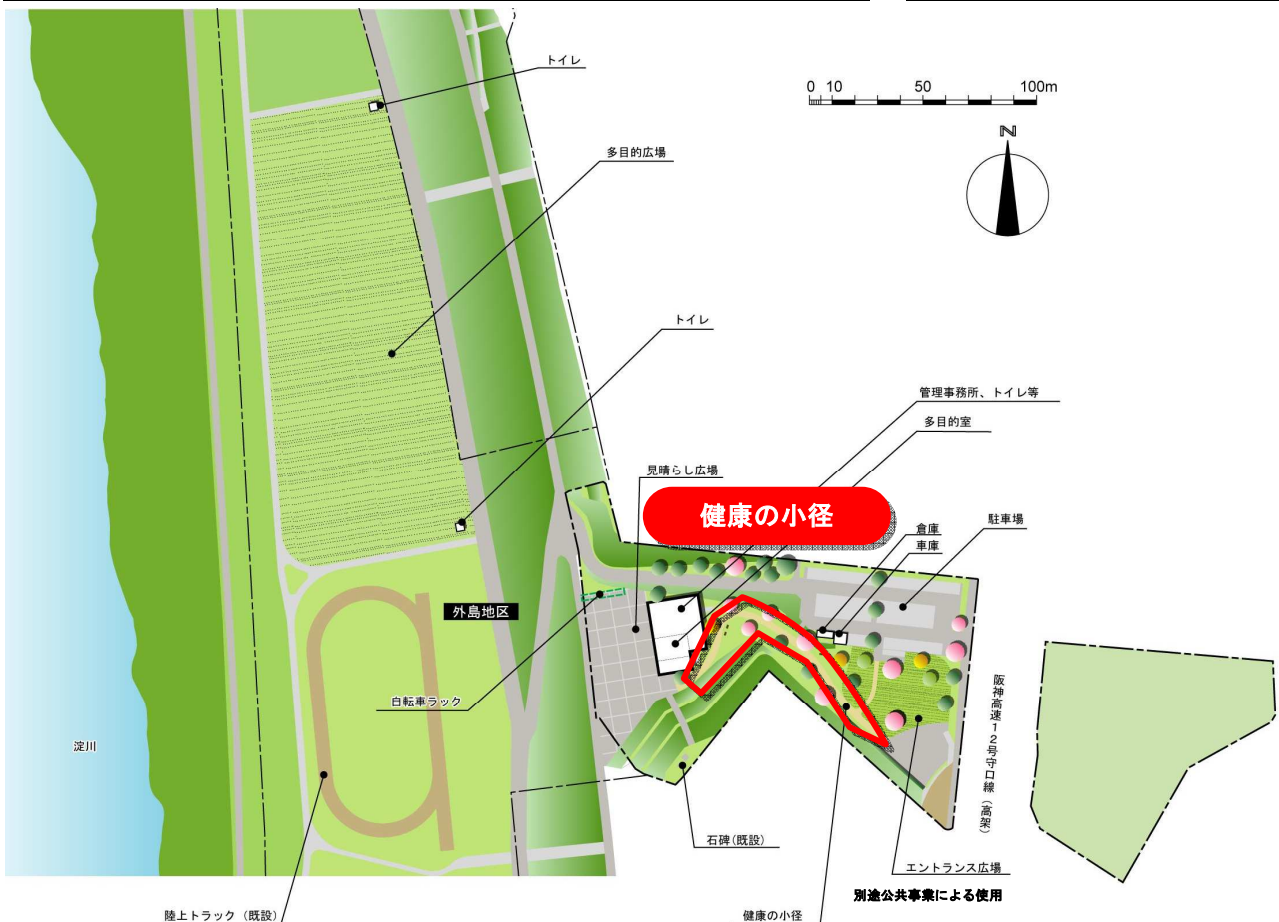 トイレ
0 10 50 100m
N
多目的広場
トイレ
管理事務所、トイレ等
多目的室
見晴らし広場
健康の小径
駐車場
倉庫
車庫
外島地区
自転車ラック
阪神高速12号守口線(高架)
淀川
石碑(既設)
エントランス広場
別途公共事業による使用
陸上トラック(既設)
健康の小径